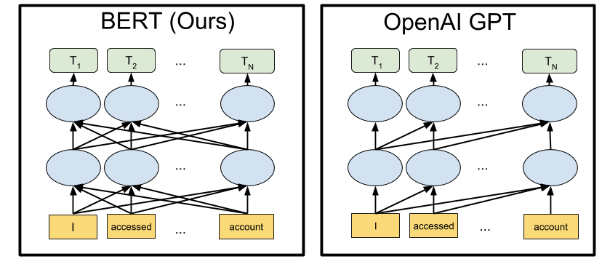 BERT (Ours)
T1 T2 ... TN
...
...
I accessed ... account
OpenAI GPT
T1 T2 ... TN
...
...
I accessed ... account